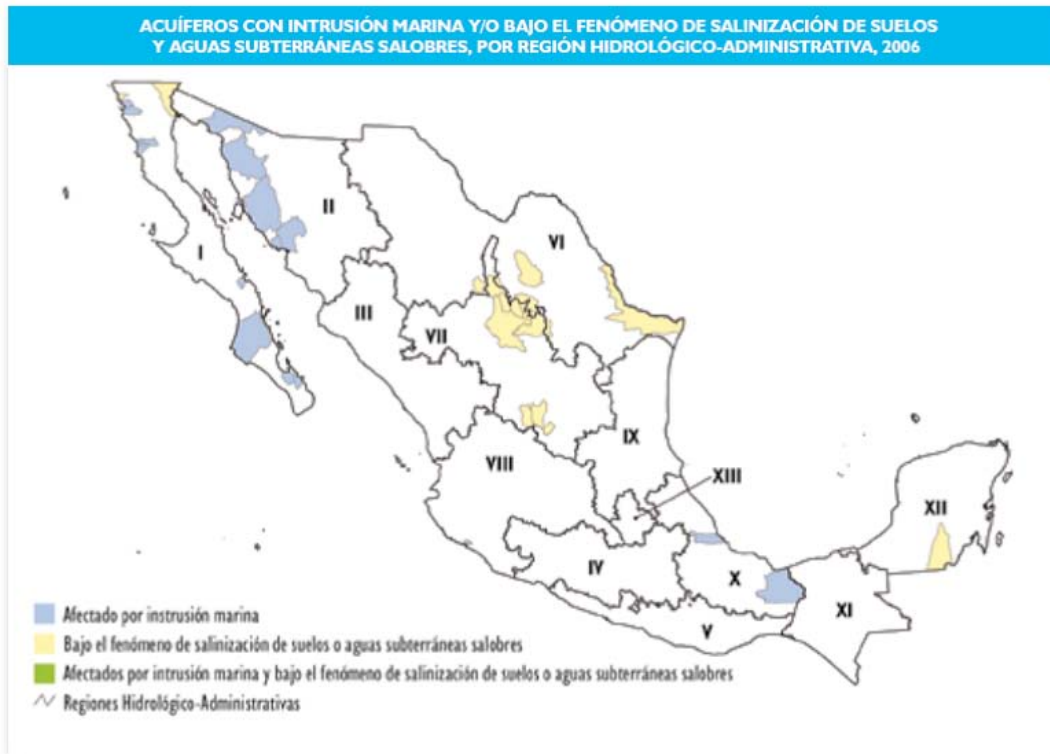 ACUÍFEROS CON INTRUSIÓN MARINA Y/O BAJO EL FENÓMENO DE SALINIZACIÓN DE SUELOS
Y AGUAS SUBTERRÁNEAS SALOBRES, POR REGIÓN HIDROLÓGICO-ADMINISTRATIVA, 2006
II
VI
I
III
VII
IX
VIII
XIII
XII
IV
X
XI
V
Afectado por instrusión marina
Bajo el fenómeno de salinización de suelos o aguas subterráneas salobres
Afectados por intrusión marina y bajo el fenómeno de salinización de suelos o aguas subterráneas salobres
Regiones Hidrológico-Administrativas